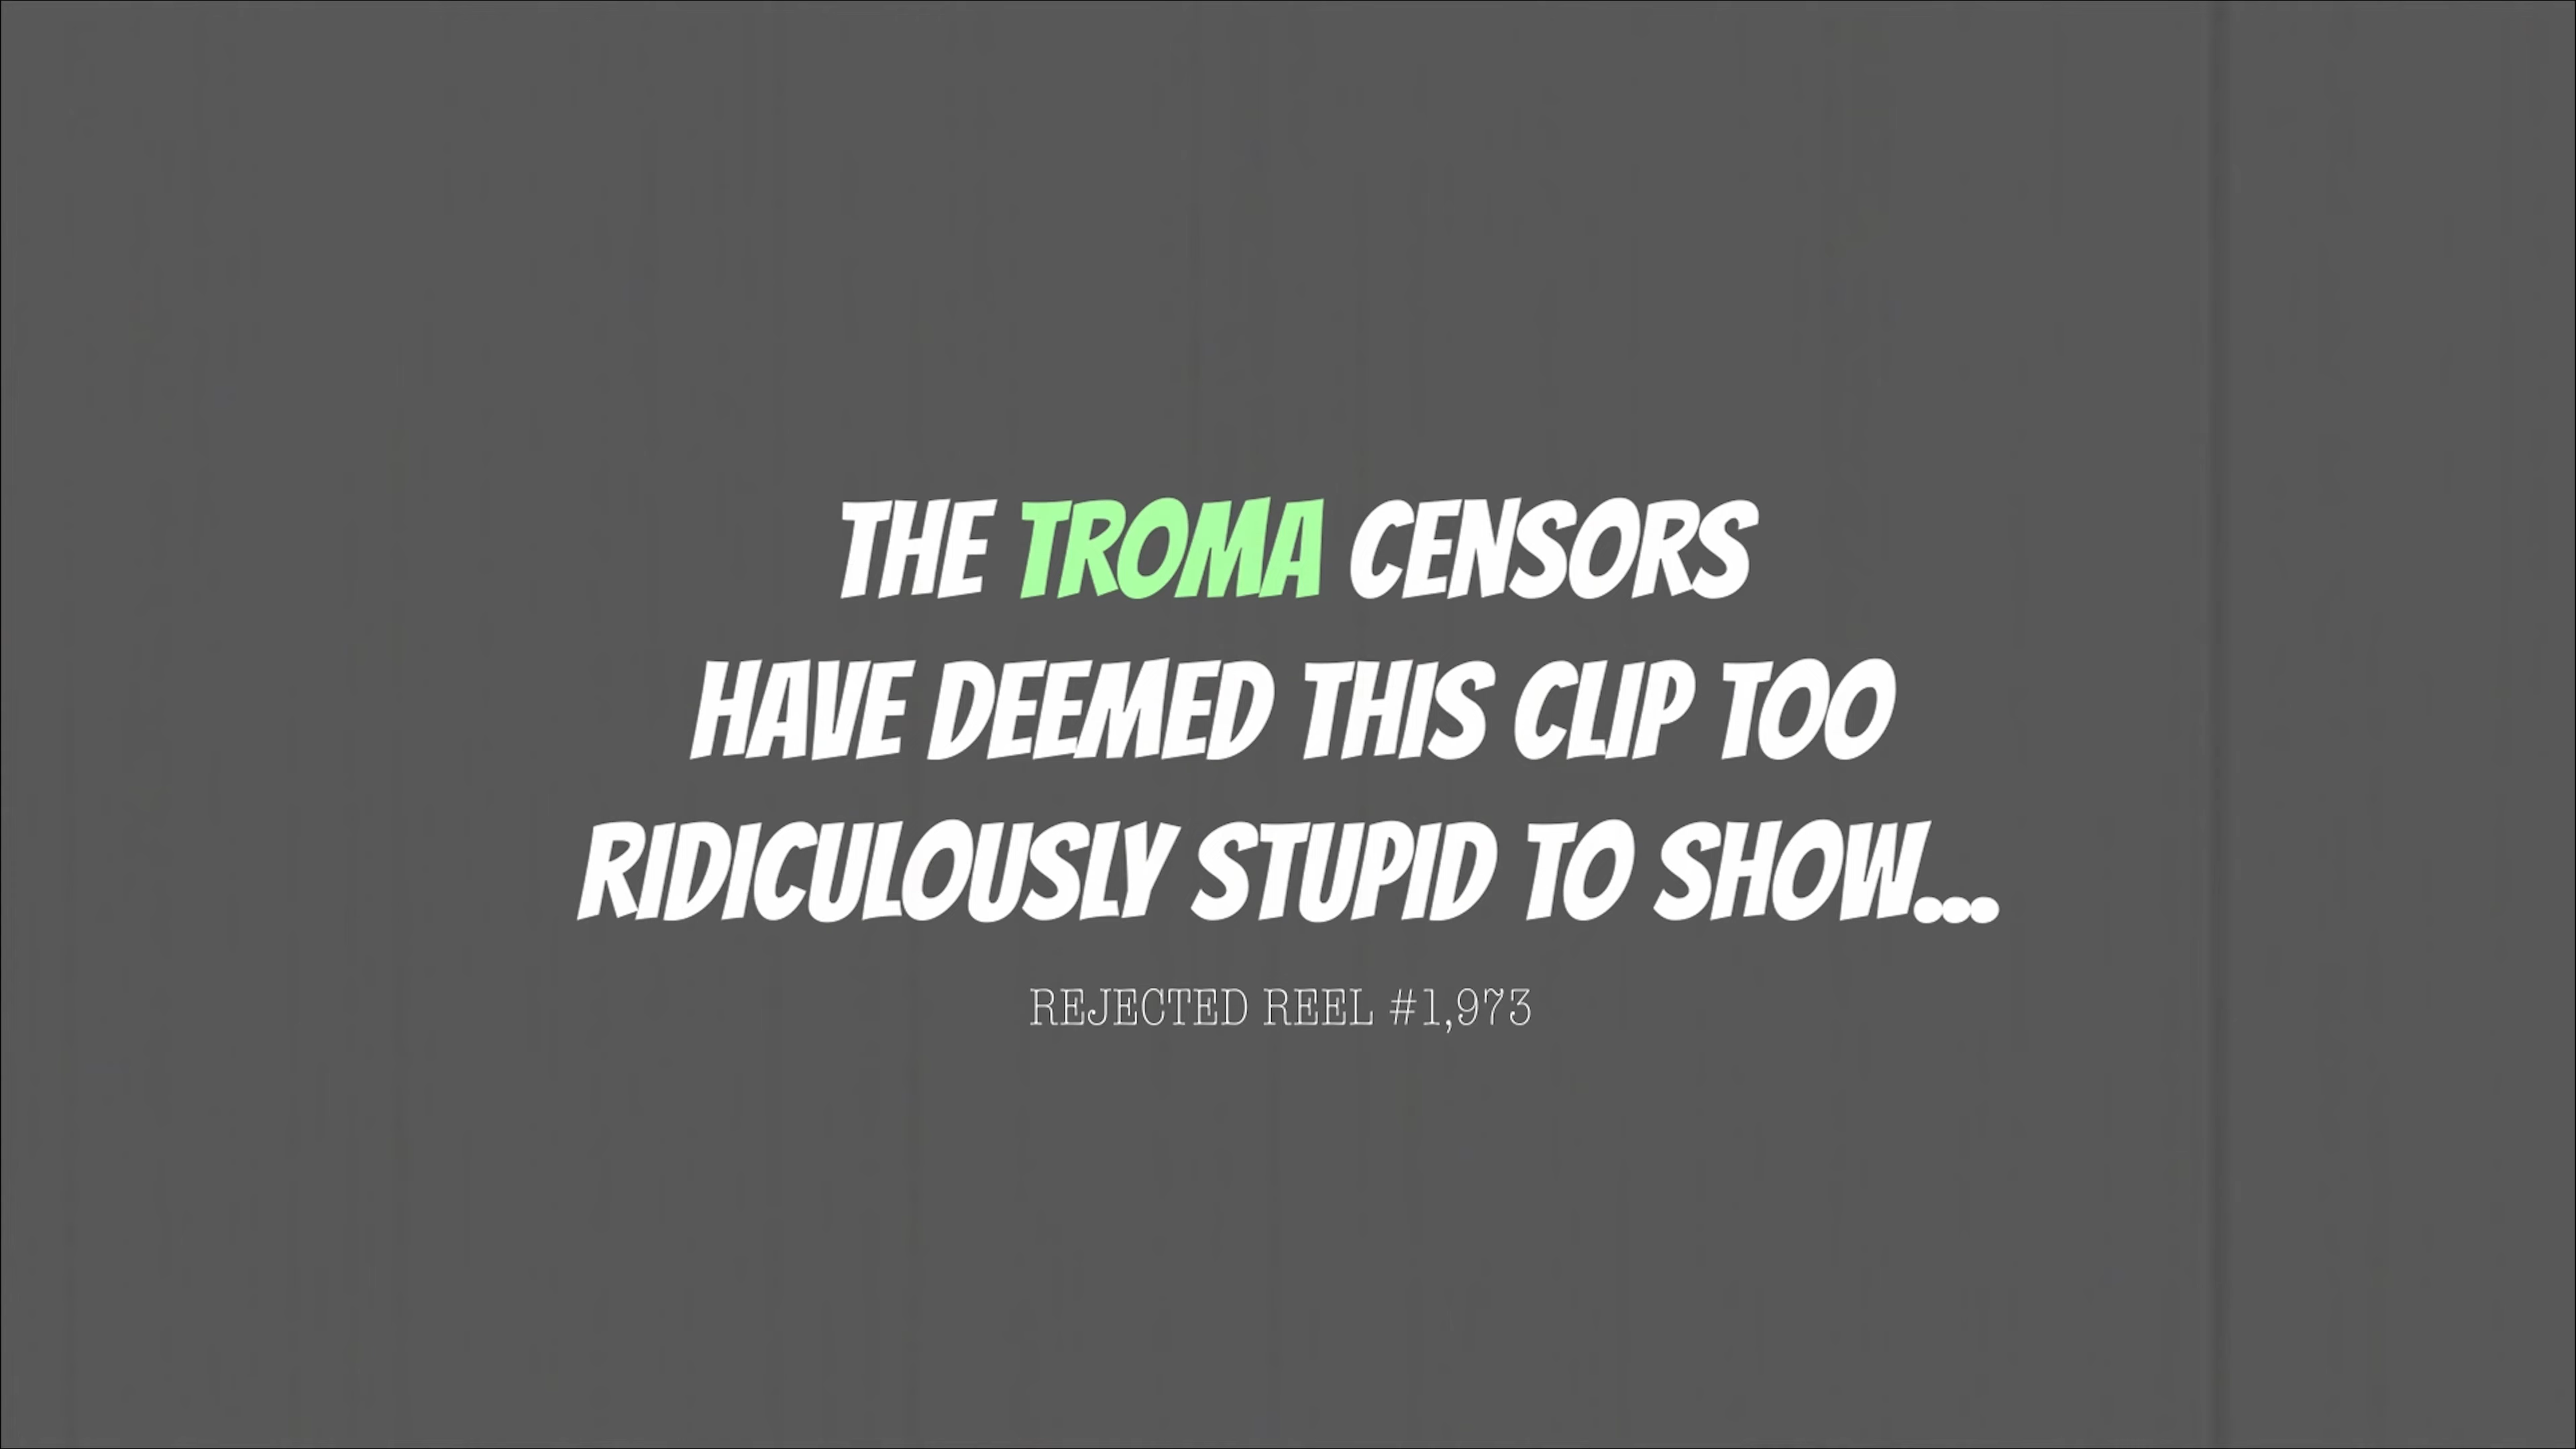 THE TROMA CENSORS
HAVE DEEMED THIS CLIP TOO
RIDICULOUSLY STUPID TO SHOW...
REJECTED REEL #1,973